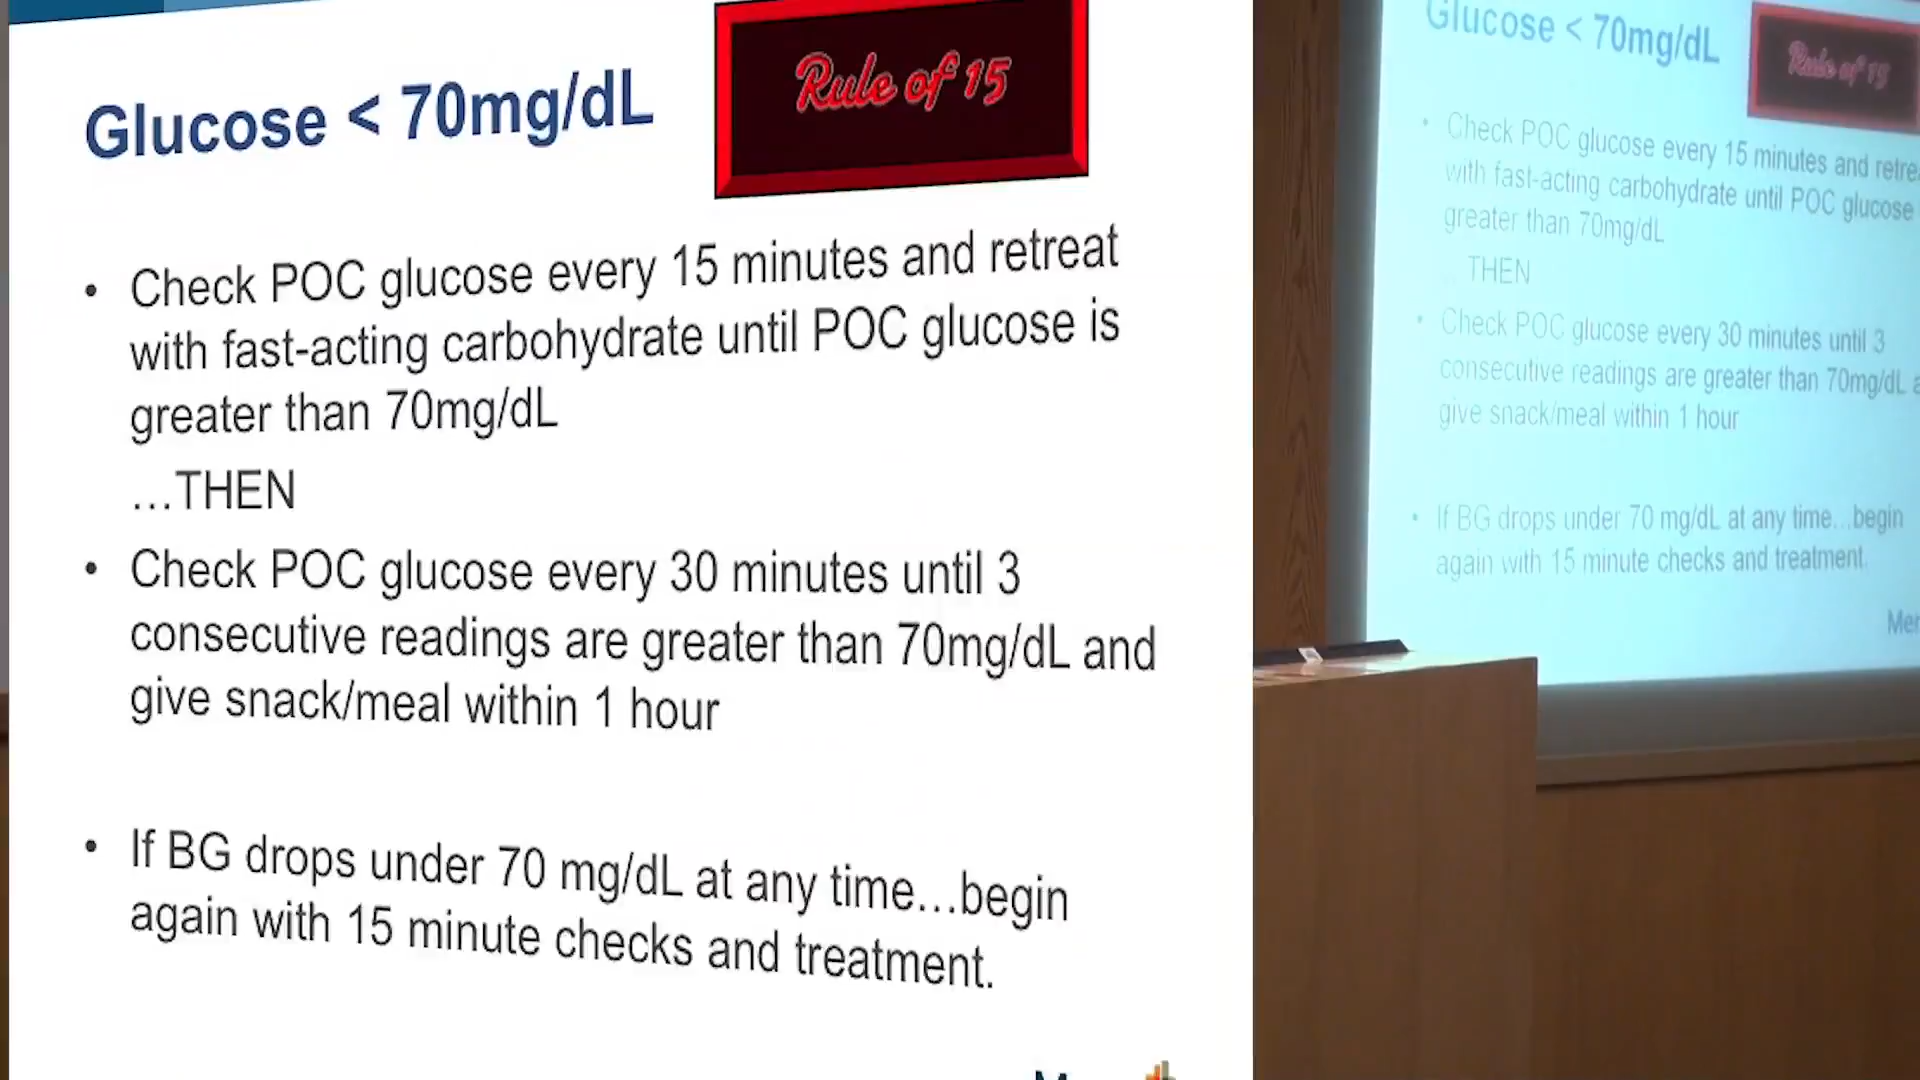 Glucose < 70mg/dL
Rule of 15
• Check POC glucose every 15 minutes and retreat
with fast-acting carbohydrate until POC glucose is
greater than 70mg/dL
…THEN
• Check POC glucose every 30 minutes until 3
consecutive readings are greater than 70mg/dL and
give snack/meal within 1 hour
• If BG drops under 70 mg/dL at any time…begin
again with 15 minute checks and treatment.
Glucose < 70mg/dL
Rule of 15
• Check POC glucose every 15 minutes and retre
with fast-acting carbohydrate until POC glucose
greater than 70mg/dL
THEN
• Check POC glucose every 30 minutes until 3
consecutive readings are greater than 70mg/dL a
give snack/meal within 1 hour
• If BG drops under 70 mg/dL at any time...begin
again with 15 minute checks and treatment.